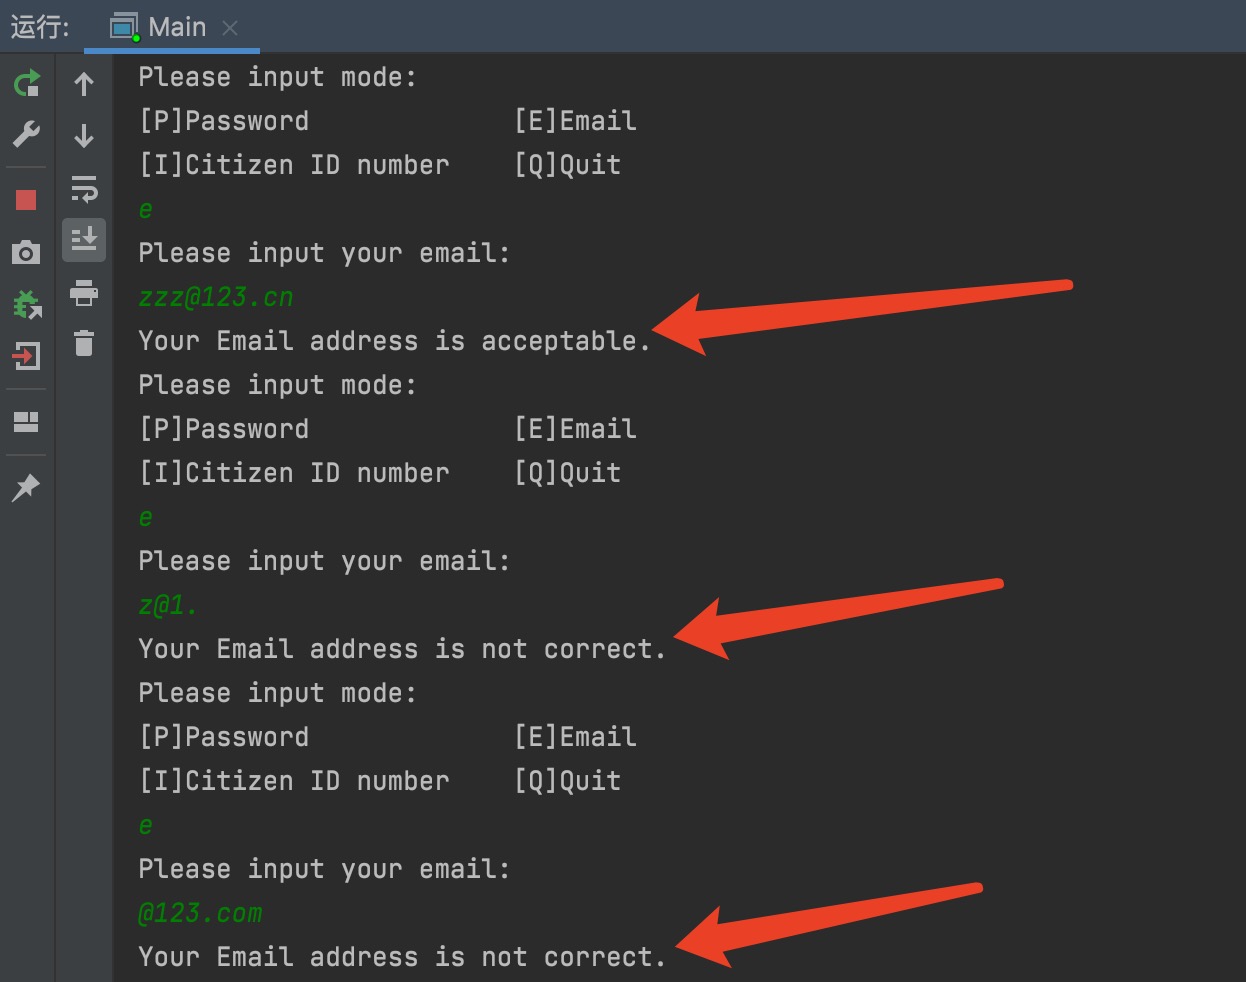 运行: Main
Please input mode:
[P]Password [E]Email
[I]Citizen ID number [Q]Quit
e
Please input your email:
zzz@123.cn
Your Email address is acceptable.
Please input mode:
[P]Password [E]Email
[I]Citizen ID number [Q]Quit
e
Please input your email:
z@1.
Your Email address is not correct.
Please input mode:
[P]Password [E]Email
[I]Citizen ID number [Q]Quit
e
Please input your email:
@123.com
Your Email address is not correct.